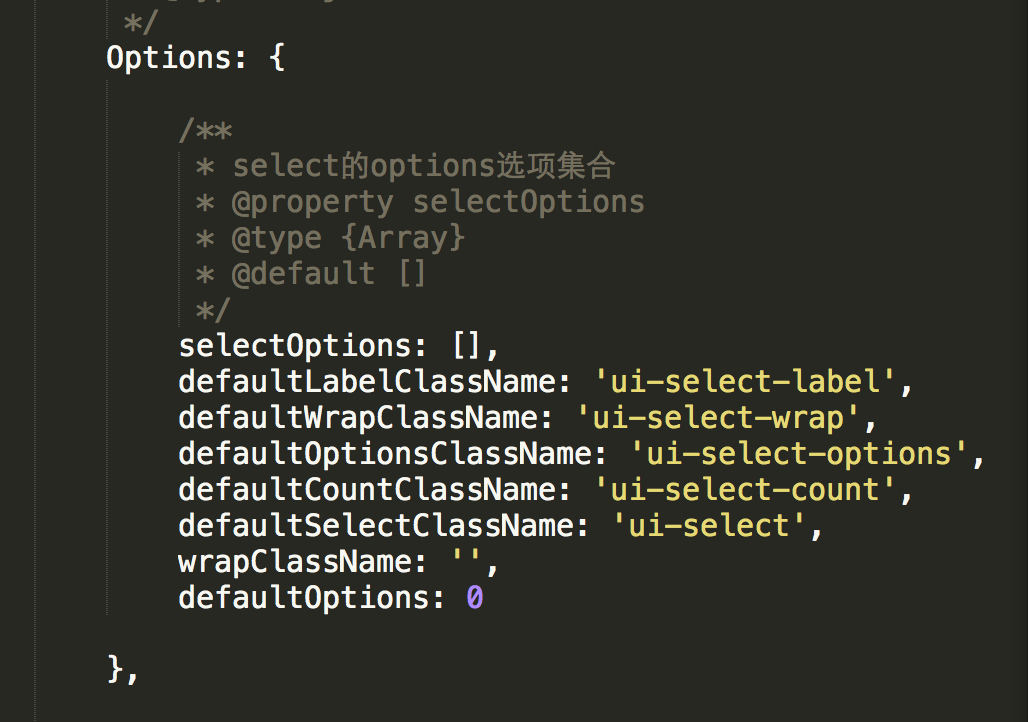 */
Options: {
/**
* select的options选项集合
* @property selectOptions
* @type {Array}
* @default []
*/
selectOptions: [],
defaultLabelClassName: 'ui-select-label',
defaultWrapClassName: 'ui-select-wrap',
defaultOptionsClassName: 'ui-select-options',
defaultCountClassName: 'ui-select-count',
defaultSelectClassName: 'ui-select',
wrapClassName: '',
defaultOptions: 0
},